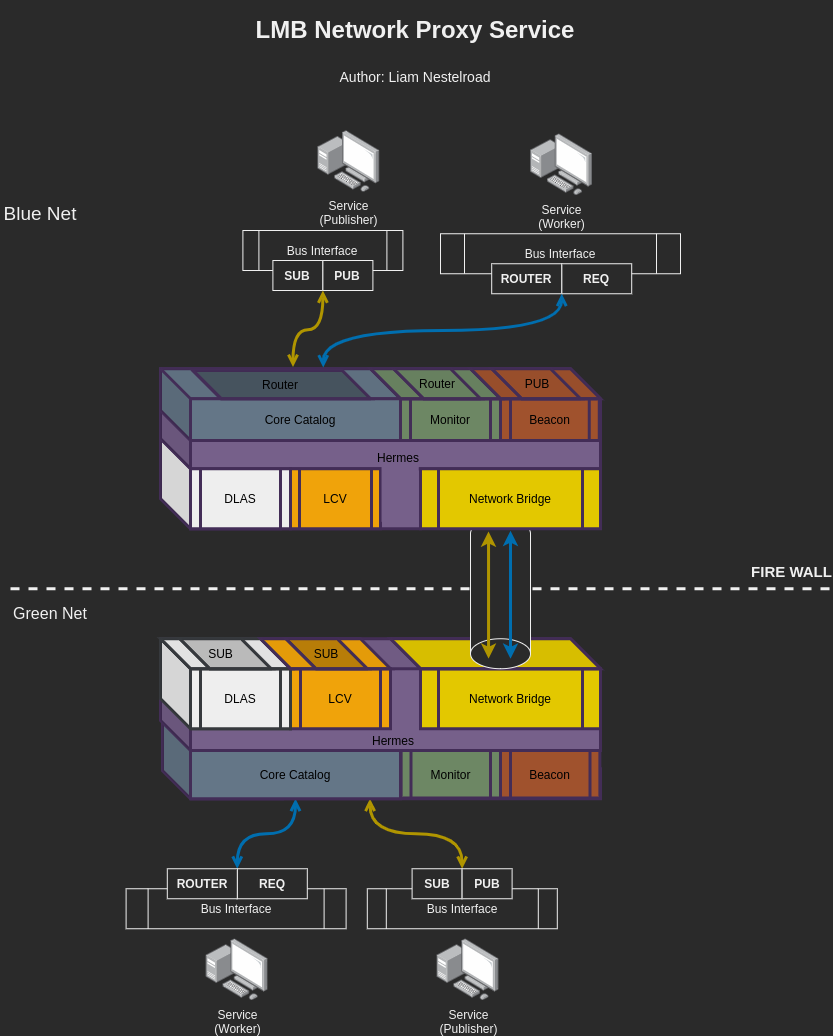 LMB Network Proxy Service
Author: Liam Nestelroad
Blue Net
Service
(Publisher)
Bus Interface
SUB PUB
Service
(Worker)
Bus Interface
ROUTER REQ
Router Router PUB
Core Catalog Monitor Beacon
Hermes
DLAS LCV Network Bridge
FIRE WALL
Green Net
SUB SUB
DLAS LCV Network Bridge
Hermes
Core Catalog Monitor Beacon
ROUTER REQ
Bus Interface
Service
(Worker)
SUB PUB
Bus Interface
Service
(Publisher)